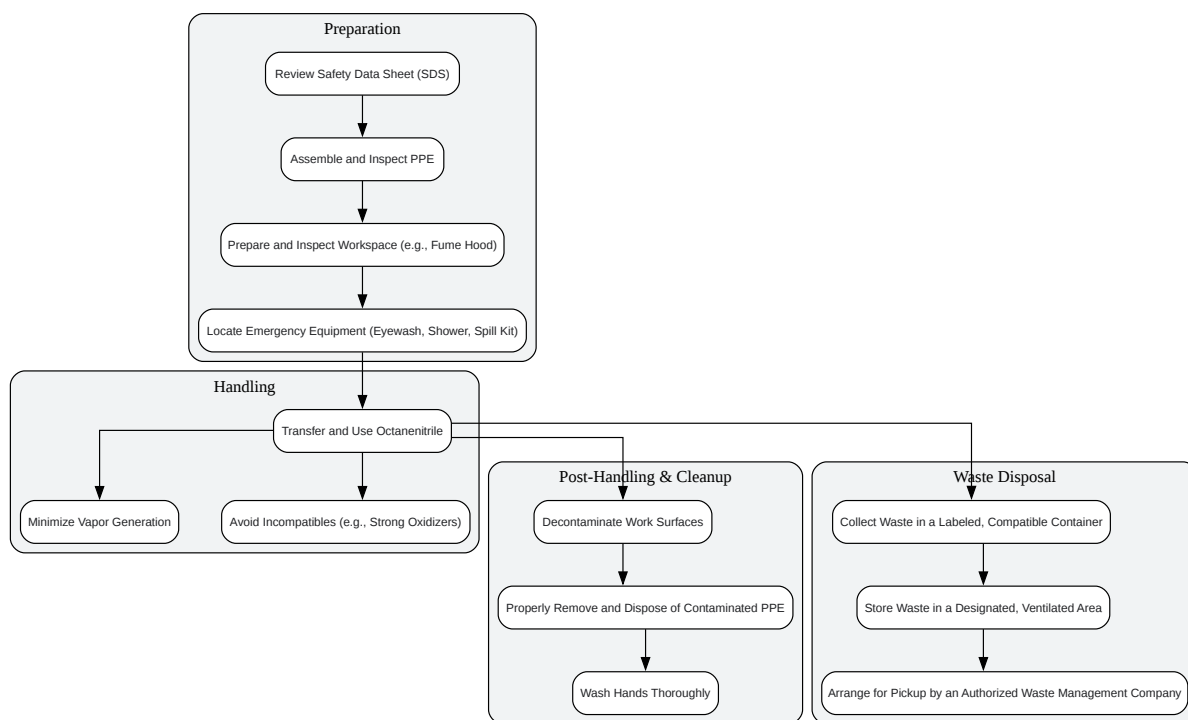 Preparation
Review Safety Data Sheet (SDS)
Assemble and Inspect PPE
Prepare and Inspect Workspace (e.g., Fume Hood)
Locate Emergency Equipment (Eyewash, Shower, Spill Kit)
Handling
Transfer and Use Octanenitrile
Minimize Vapor Generation
Avoid Incompatibles (e.g., Strong Oxidizers)
Post-Handling & Cleanup
Decontaminate Work Surfaces
Properly Remove and Dispose of Contaminated PPE
Wash Hands Thoroughly
Waste Disposal
Collect Waste in a Labeled, Compatible Container
Store Waste in a Designated, Ventilated Area
Arrange for Pickup by an Authorized Waste Management Company